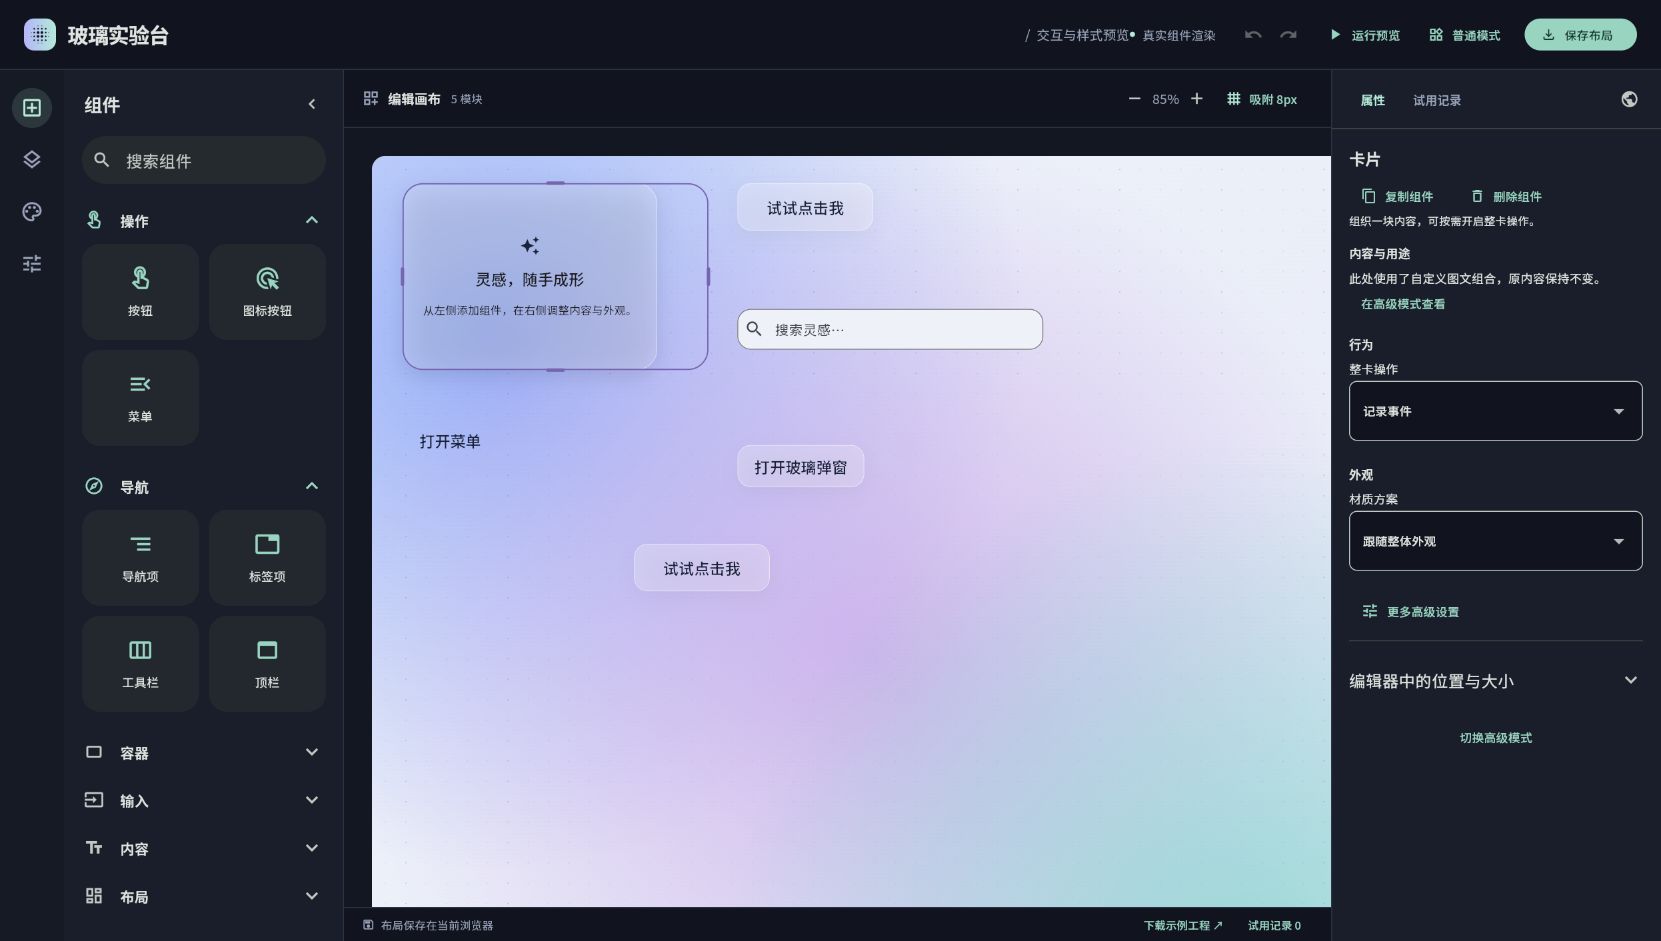 玻璃实验台
/ 交互与样式预览
真实组件渲染
运行预览
普通模式
保存布局
组件
搜索组件
操作
按钮
图标按钮
菜单
导航
导航项
标签项
工具栏
顶栏
容器
输入
内容
布局
编辑画布
5 模块
85%
吸附 8px
灵感，随手成形
从左侧添加组件，在右侧调整内容与外观。
试试点击我
搜索灵感…
打开菜单
打开玻璃弹窗
试试点击我
布局保存在当前浏览器
下载示例工程 ↗
试用记录 0
属性
试用记录
卡片
复制组件
删除组件
组织一块内容，可按需开启整卡操作。
内容与用途
此处使用了自定义图文组合，原内容保持不变。
在高级模式查看
行为
整卡操作
记录事件
外观
材质方案
跟随整体外观
更多高级设置
编辑器中的位置与大小
切换高级模式